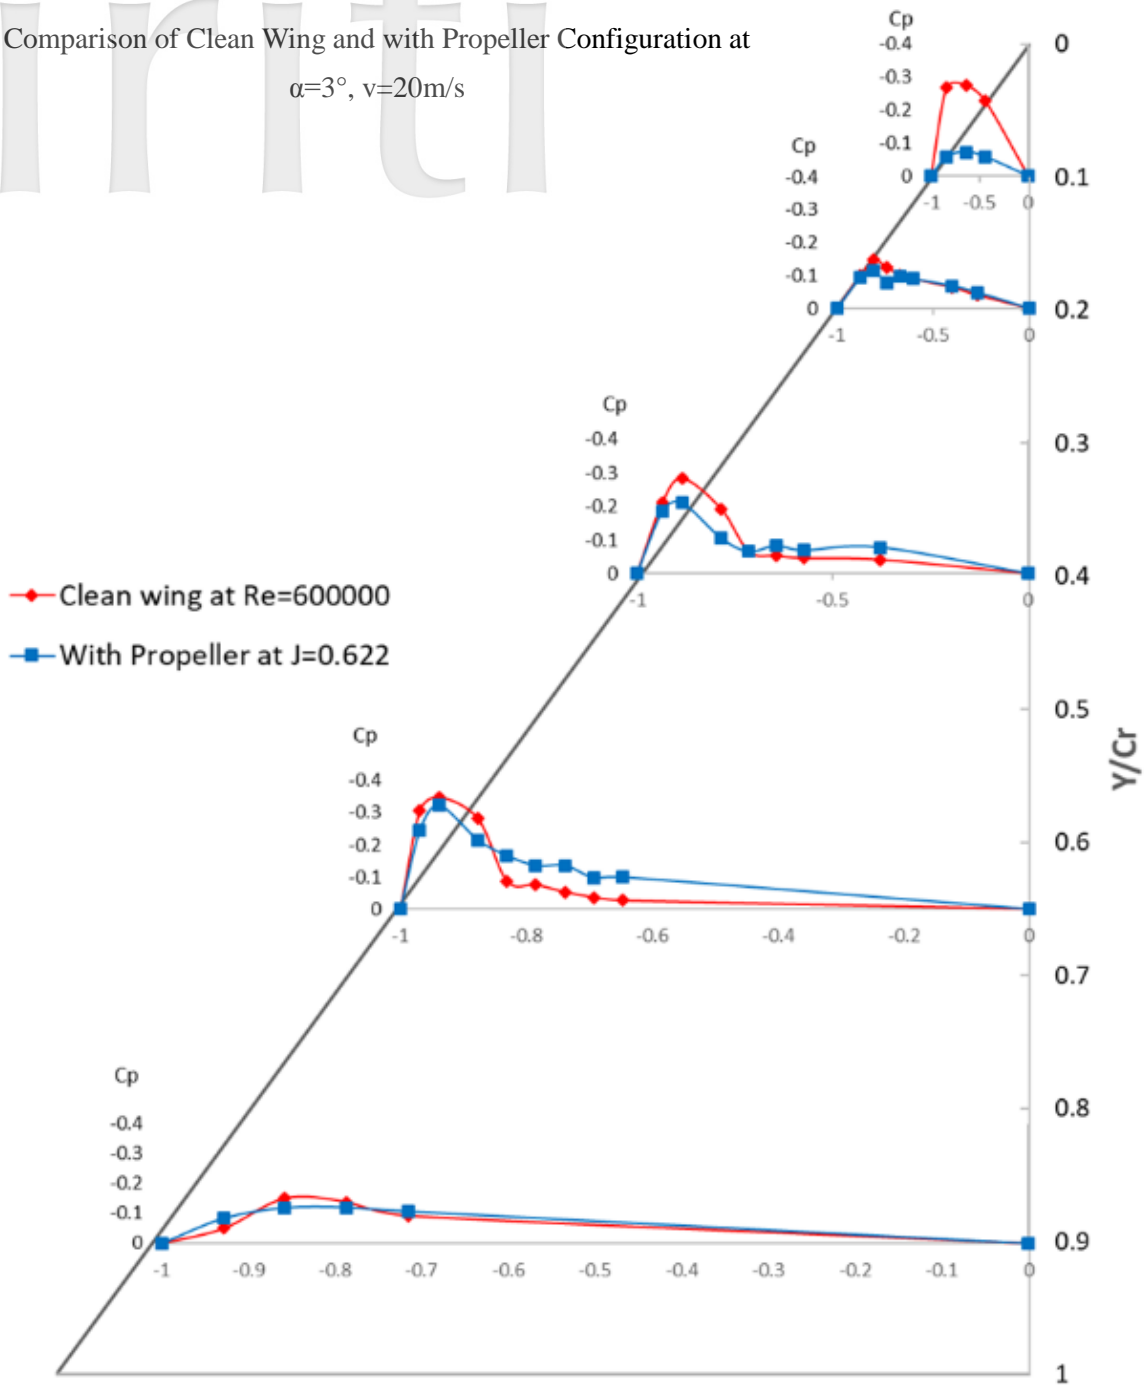 iriti
Comparison of Clean Wing and with Propeller Configuration at
α=3°, v=20m/s
Cp
-0.4
-0.3
-0.2
-0.1
0
-1 -0.5 0
0
0.1
Cp
-0.4
-0.3
-0.2
-0.1
0
-1 -0.5 0
0.2
0.3
Cp
-0.4
-0.3
-0.2
-0.1
0
-1 -0.5 0
0.4
Clean wing at Re=600000
With Propeller at J=0.622
0.5
Y/Cr
Cp
-0.4
-0.3
-0.2
-0.1
0
-1 -0.8 -0.6 -0.4 -0.2 0
0.6
0.7
0.8
Cp
-0.4
-0.3
-0.2
-0.1
0
-1 -0.9 -0.8 -0.7 -0.6 -0.5 -0.4 -0.3 -0.2 -0.1 0
0.9
1